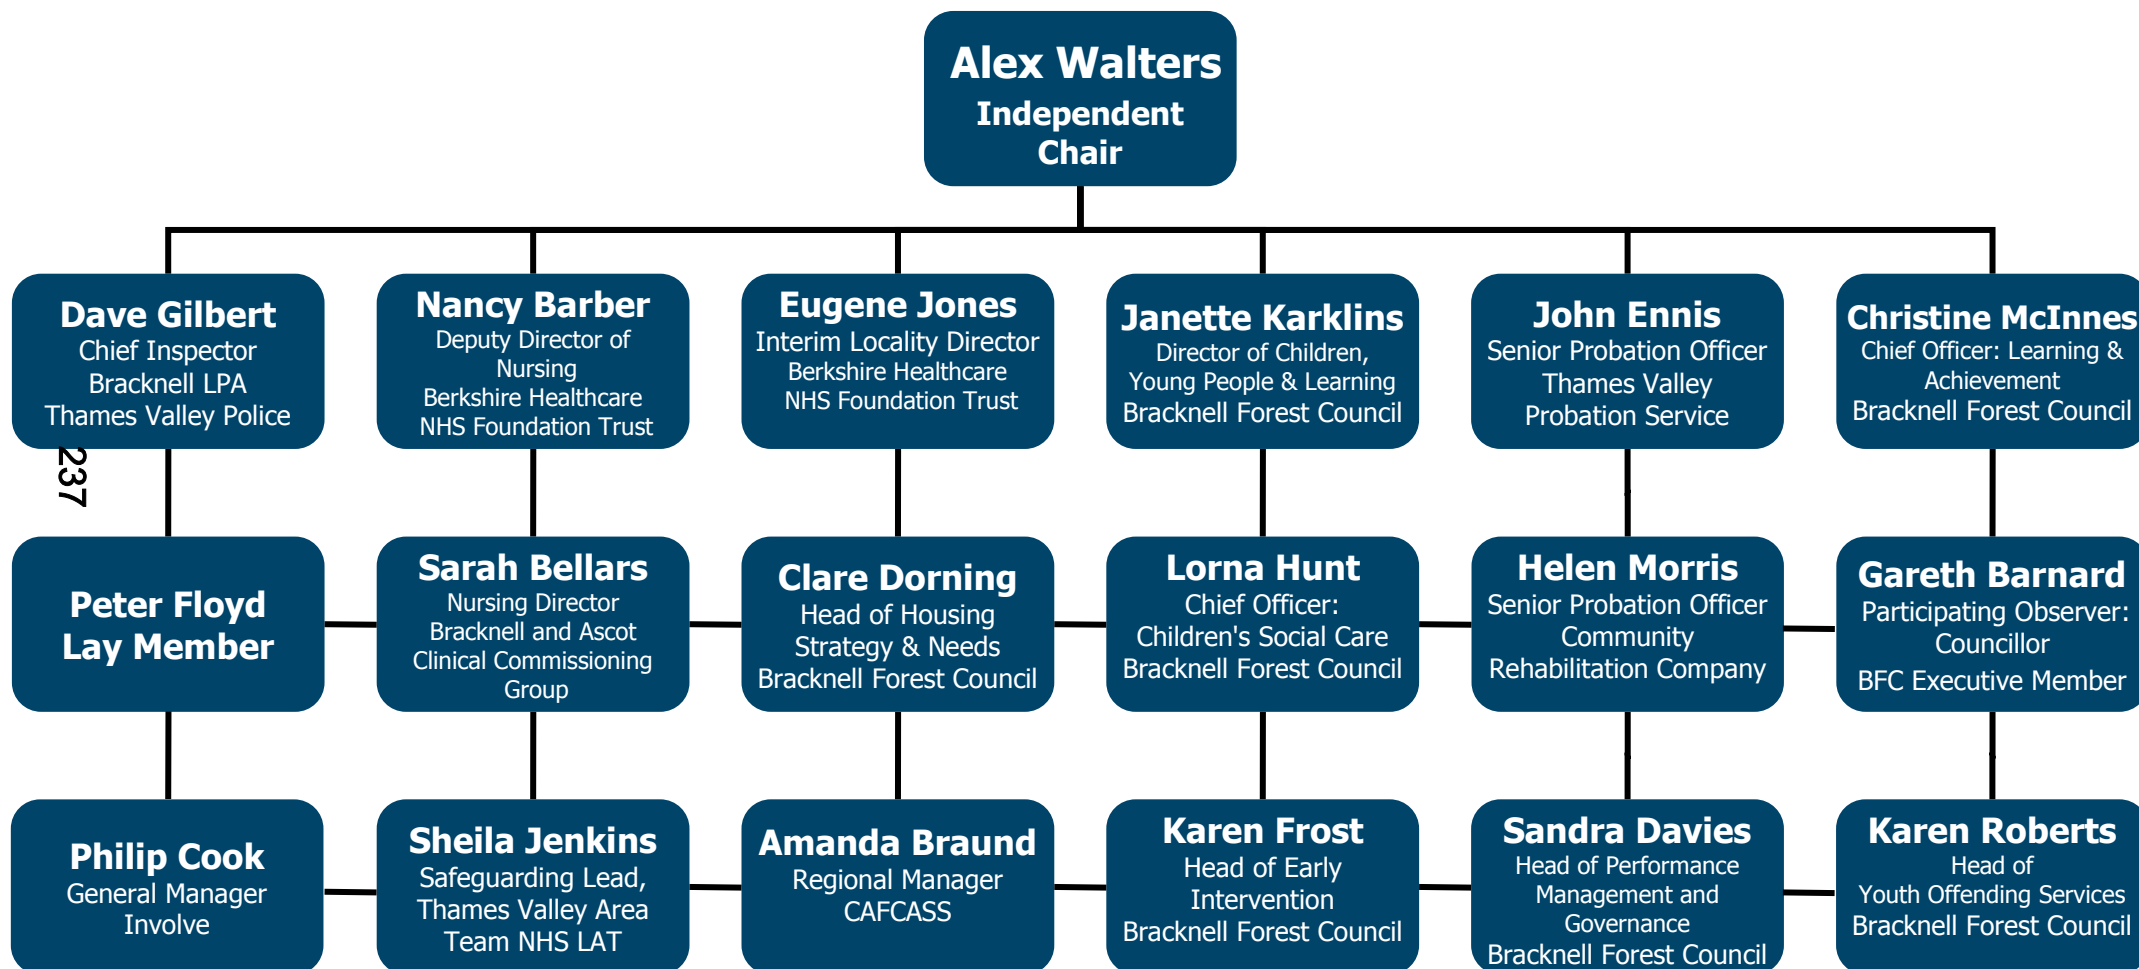 Alex Walters
Independent
Chair
Dave Gilbert
Chief Inspector
Bracknell LPA
Thames Valley Police
Nancy Barber
Deputy Director of
Nursing
Berkshire Healthcare
NHS Foundation Trust
Eugene Jones
Interim Locality Director
Berkshire Healthcare
NHS Foundation Trust
Janette Karklins
Director of Children,
Young People & Learning
Bracknell Forest Council
John Ennis
Senior Probation Officer
Thames Valley
Probation Service
Christine McInnes
Chief Officer: Learning &
Achievement
Bracknell Forest Council
237
Peter Floyd
Lay Member
Sarah Bellars
Nursing Director
Bracknell and Ascot
Clinical Commissioning
Group
Clare Dorning
Head of Housing
Strategy & Needs
Bracknell Forest Council
Lorna Hunt
Chief Officer:
Children's Social Care
Bracknell Forest Council
Helen Morris
Senior Probation Officer
Community
Rehabilitation Company
Gareth Barnard
Participating Observer:
Councillor
BFC Executive Member
Philip Cook
General Manager
Involve
Sheila Jenkins
Safeguarding Lead,
Thames Valley Area
Team NHS LAT
Amanda Braund
Regional Manager
CAFCASS
Karen Frost
Head of Early
Intervention
Bracknell Forest Council
Sandra Davies
Head of Performance
Management and
Governance
Bracknell Forest Council
Karen Roberts
Head of
Youth Offending Services
Bracknell Forest Council